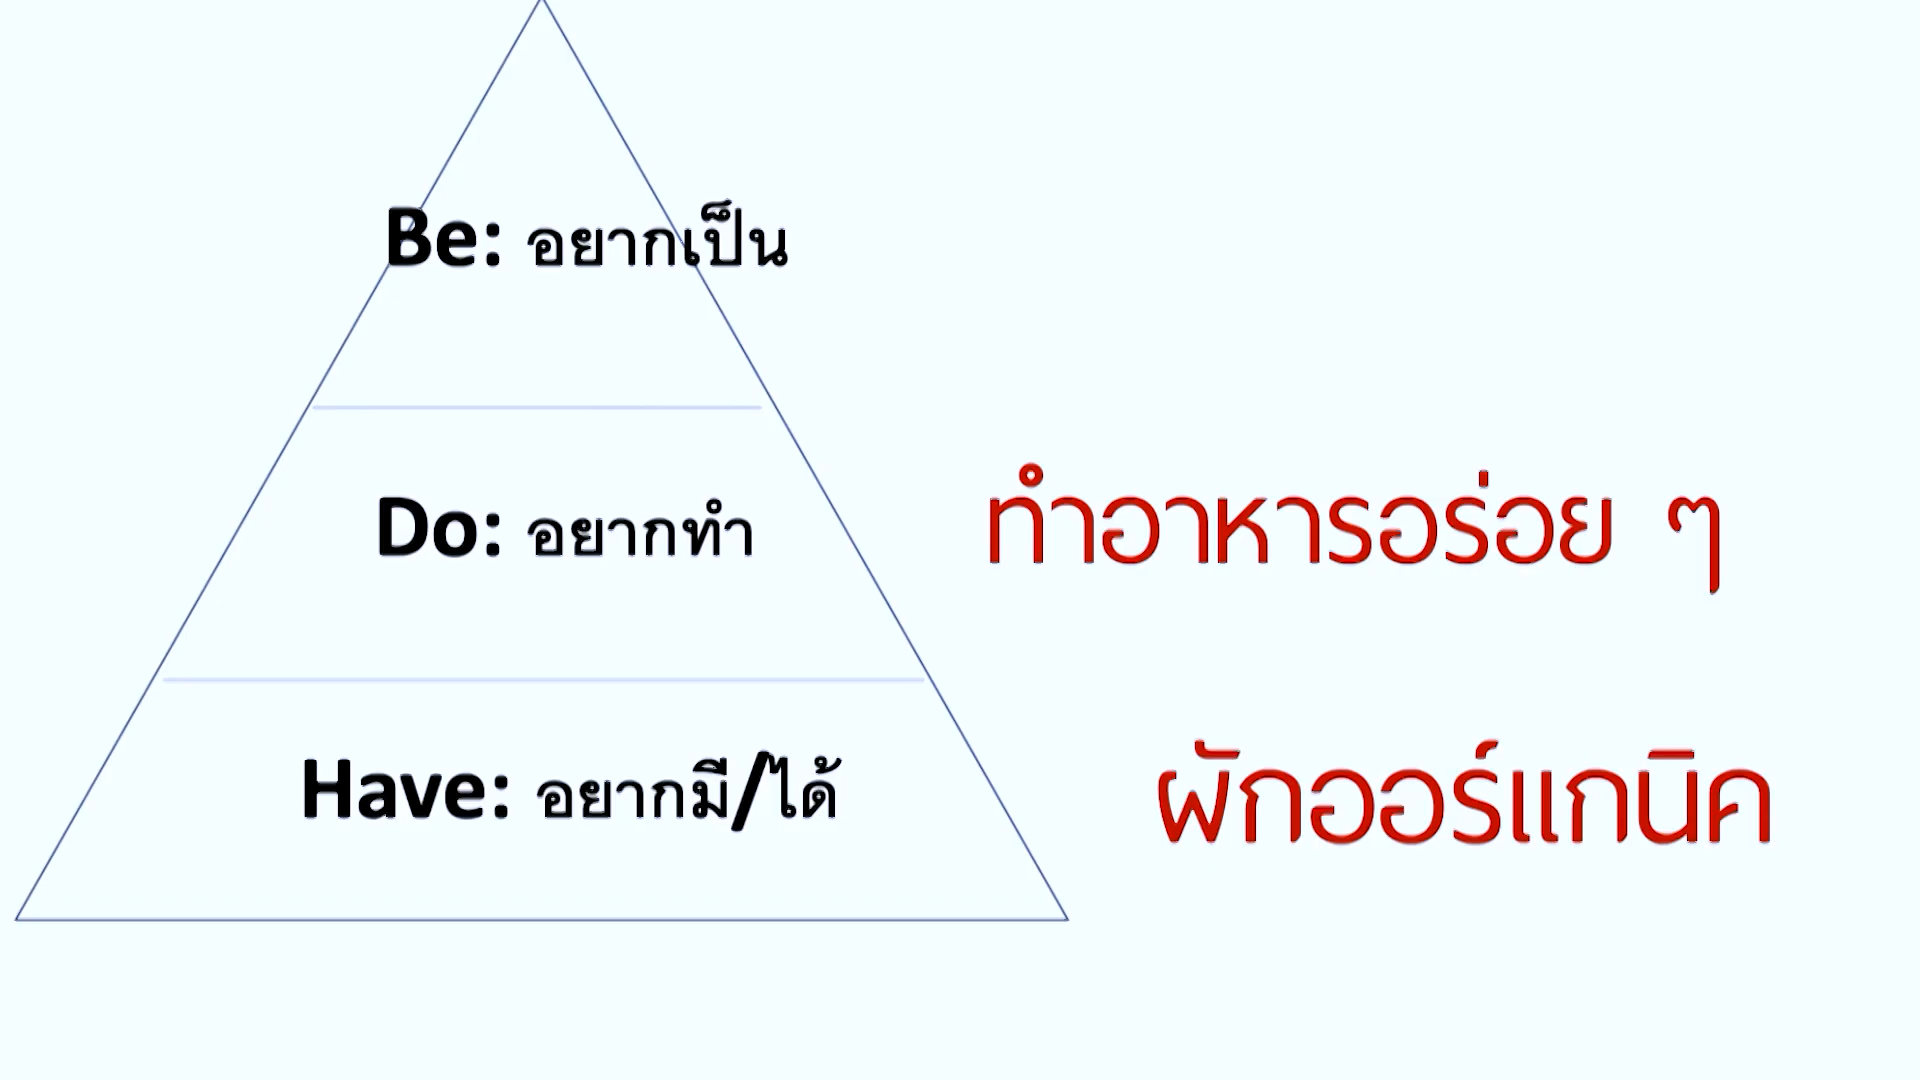 Be: อยากเป็น
Do: อยากทำ
ทำอาหารอร่อย ๆ
Have: อยากมี/ได้
ผักออร์แกนิค